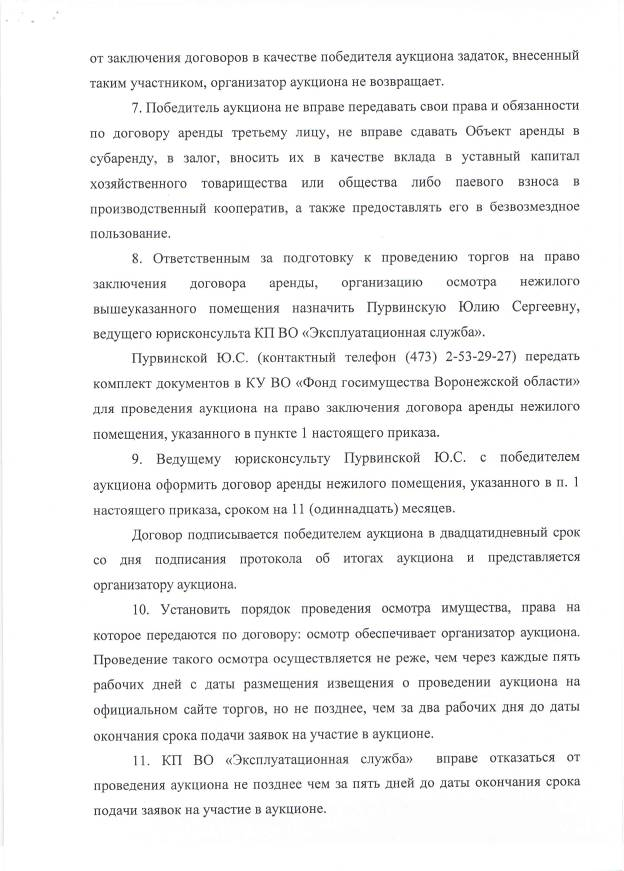 от заключения договоров в качестве победителя аукциона задаток, внесенный
таким участником, организатор аукциона не возвращает.
7. Победитель аукциона не вправе передавать свои права и обязанности
по договору аренды третьему лицу, не вправе сдавать Объект аренды в
субаренду, в залог, вносить их в качестве вклада в уставный капитал
хозяйственного товарищества или общества либо паевого взноса в
производственный кооператив, а также предоставлять его в безвозмездное
пользование.
8. Ответственным за подготовку к проведению торгов на право
заключения договора аренды, организацию осмотра нежилого
вышеуказанного помещения назначить Пурвинскую Юлию Сергеевну,
ведущего юрисконсульта КП ВО «Эксплуатационная служба».
Пурвинской Ю.С. (контактный телефон (473) 2-53-29-27) передать
комплект документов в КУ ВО «Фонд госимущества Воронежской области»
для проведения аукциона на право заключения договора аренды нежилого
помещения, указанного в пункте 1 настоящего приказа.
9. Ведущему юрисконсульту Пурвинской Ю.С. с победителем
аукциона оформить договор аренды нежилого помещения, указанного в п. 1
настоящего приказа, сроком на 11 (одиннадцать) месяцев.
Договор подписывается победителем аукциона в двадцатидневный срок
со дня подписания протокола об итогах аукциона и представляется
организатору аукциона.
10. Установить порядок проведения осмотра имущества, права на
которое передаются по договору: осмотр обеспечивает организатор аукциона.
Проведение такого осмотра осуществляется не реже, чем через каждые пять
рабочих дней с даты размещения извещения о проведении аукциона на
официальном сайте торгов, но не позднее, чем за два рабочих дня до даты
окончания срока подачи заявок на участие в аукционе.
11. КП ВО «Эксплуатационная служба» вправе отказаться от
проведения аукциона не позднее чем за пять дней до даты окончания срока
подачи заявок на участие в аукционе.